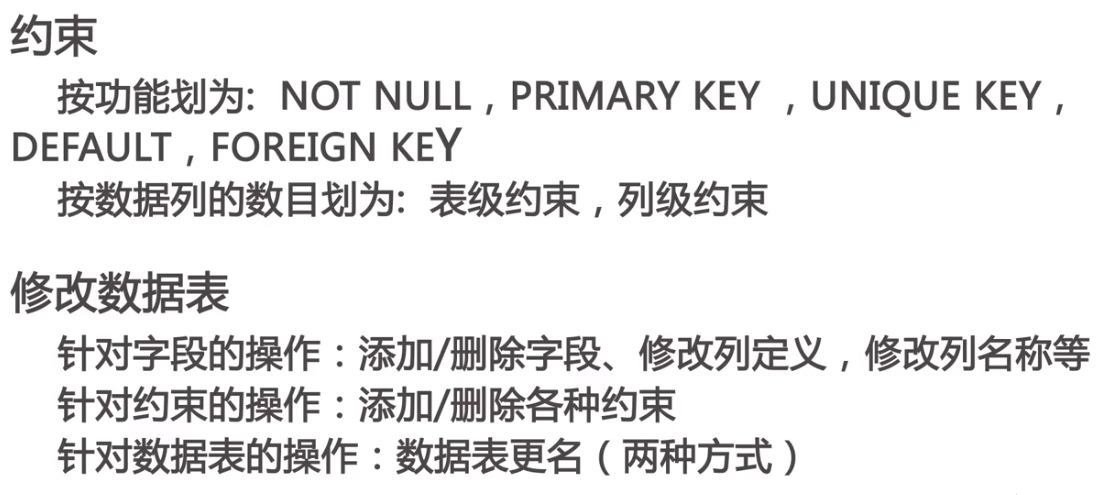 约束
按功能划为：NOT NULL，PRIMARY KEY ，UNIQUE KEY，
DEFAULT，FOREIGN KEY
按数据列的数目划为：表级约束，列级约束
修改数据表
针对字段的操作：添加/删除字段、修改列定义，修改列名称等
针对约束的操作：添加/删除各种约束
针对数据表的操作：数据表更名（两种方式）